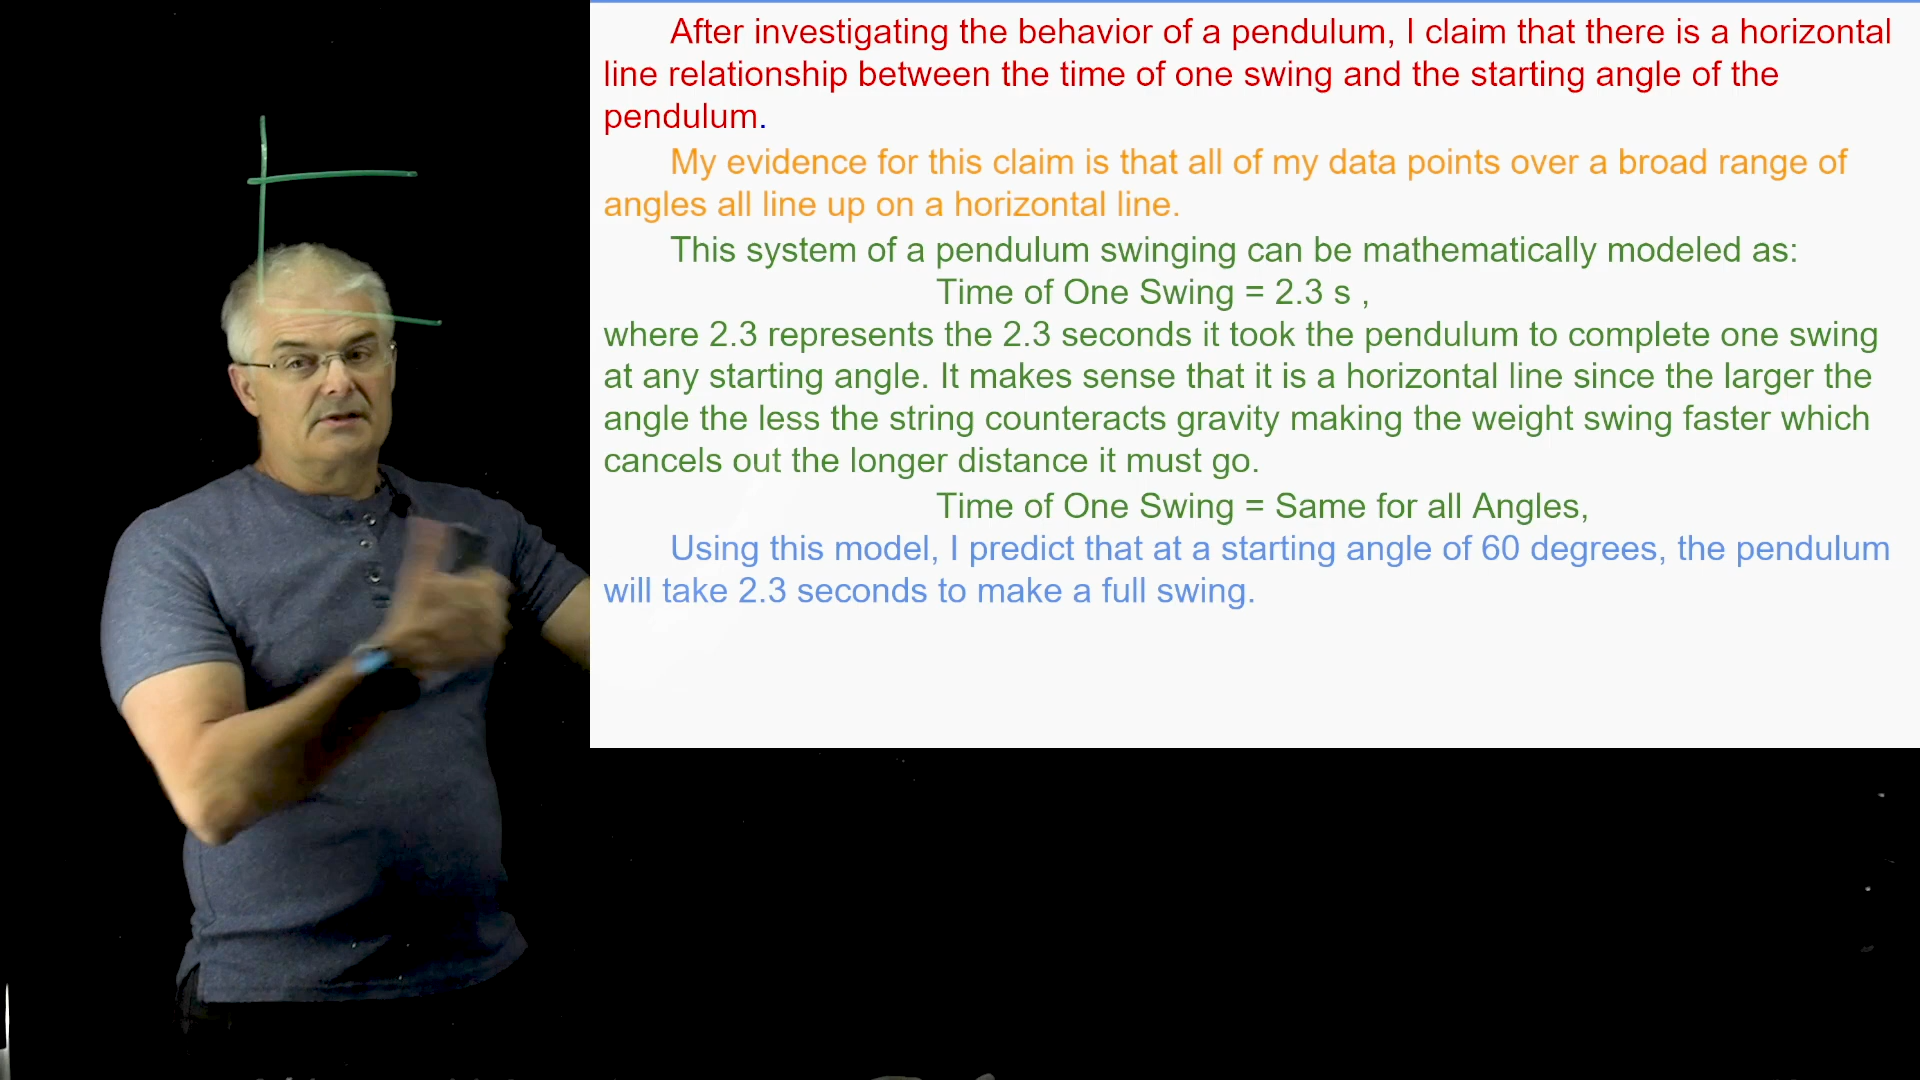 After investigating the behavior of a pendulum, I claim that there is a horizontal
line relationship between the time of one swing and the starting angle of the
pendulum.
My evidence for this claim is that all of my data points over a broad range of
angles all line up on a horizontal line.
This system of a pendulum swinging can be mathematically modeled as:
Time of One Swing = 2.3 s ,
where 2.3 represents the 2.3 seconds it took the pendulum to complete one swing
at any starting angle. It makes sense that it is a horizontal line since the larger the
angle the less the string counteracts gravity making the weight swing faster which
cancels out the longer distance it must go.
Time of One Swing = Same for all Angles,
Using this model, I predict that at a starting angle of 60 degrees, the pendulum
will take 2.3 seconds to make a full swing.